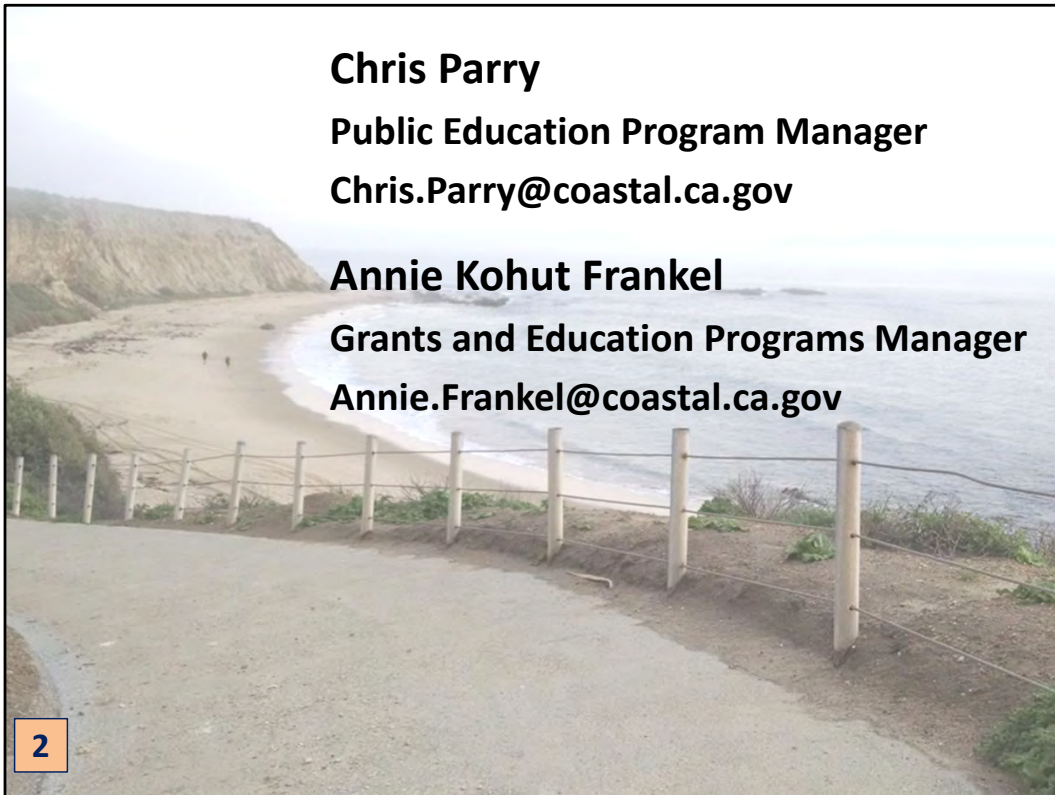 Chris Parry
Public Education Program Manager
Chris.Parry@coastal.ca.gov
Annie Kohut Frankel
Grants and Education Programs Manager
Annie.Frankel@coastal.ca.gov
2